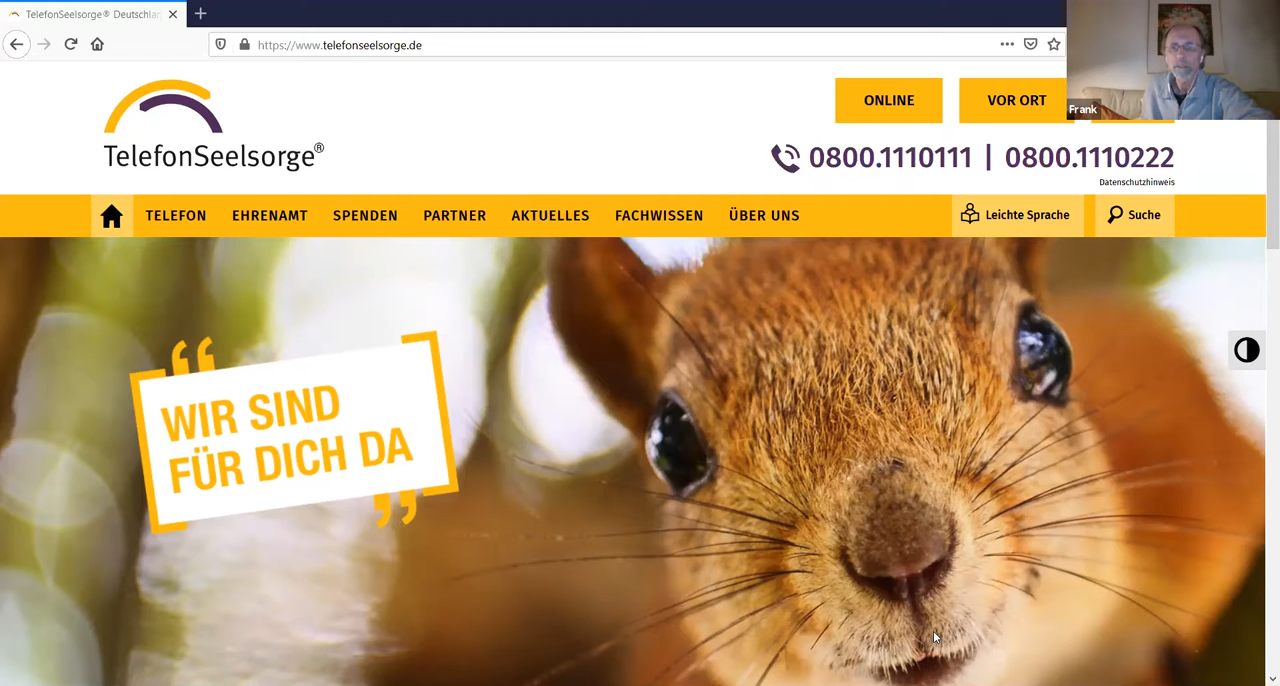 TelefonSeelsorge® Deutschlan
https://www.telefonseelsorge.de
ONLINE
VOR ORT
Frank
TelefonSeelsorge®
0800.1110111 | 0800.1110222
Datenschutzhinweis
TELEFON EHRENAMT SPENDEN PARTNER AKTUELLES FACHWISSEN ÜBER UNS Leichte Sprache Suche
WIR SIND
FÜR DICH DA